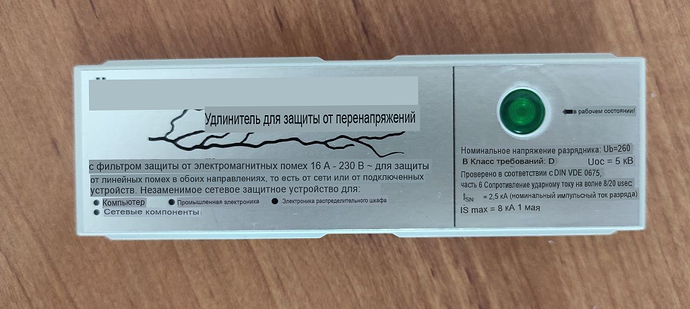 Удлинитель для защиты от перенапряжений
с фильтром защиты от электромагнитных помех 16 А - 230 В ~ для защиты
от линейных помех в обоих направлениях, то есть от сети или от подключенных
устройств. Незаменимое сетевое защитное устройство для:
● Компьютер ● Промышленная электроника ● Электроника распределительного шкафа
● Сетевые компоненты
в рабочем состоянии!
Номинальное напряжение разрядника: Ub=260
В Класс требований: D Uoc = 5 кВ
Проверено в соответствии с DIN VDE 0675,
часть 6 Сопротивление ударному току на волне 8/20 usec
ISN = 2,5 кА (номинальный импульсный ток разряда)
IS max = 8 кА 1 мая